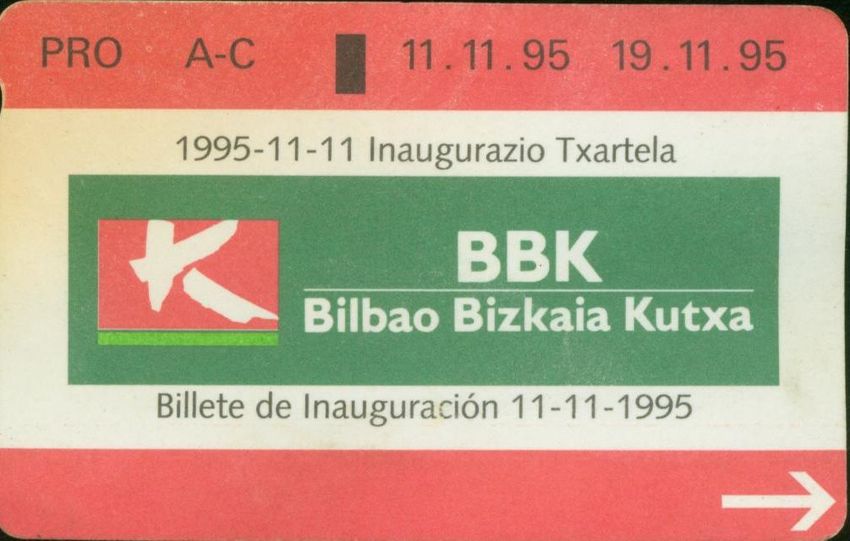 PRO A-C 11.11.95 19.11.95
1995-11-11 Inaugurazio Txartela
K
BBK
Bilbao Bizkaia Kutxa
Billete de Inauguración 11-11-1995